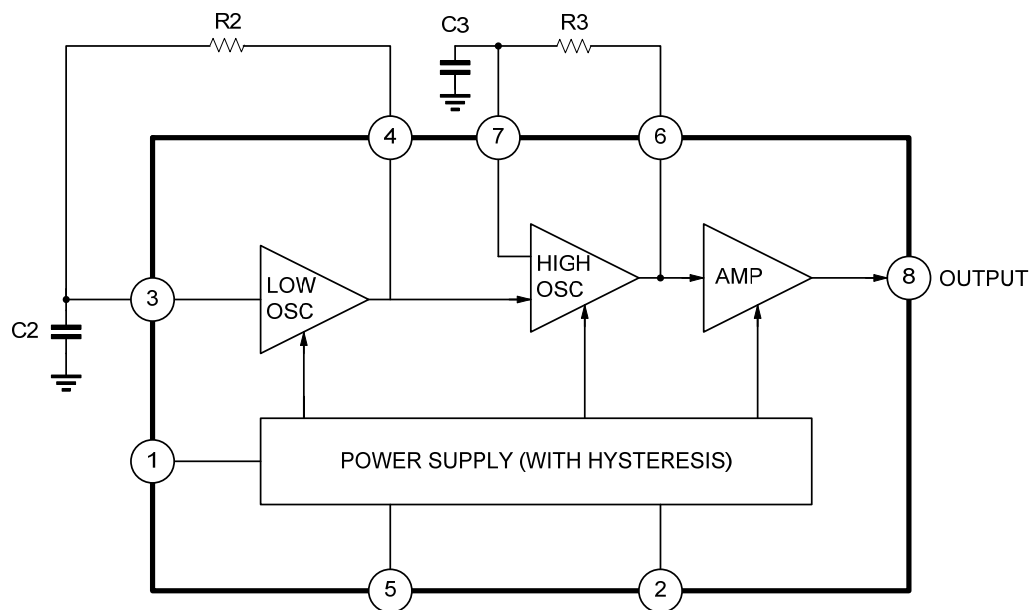 R2
C3
R3
4
7
6
LOW
OSC
HIGH
OSC
AMP
3
8
OUTPUT
C2
1
POWER SUPPLY (WITH HYSTERESIS)
5
2